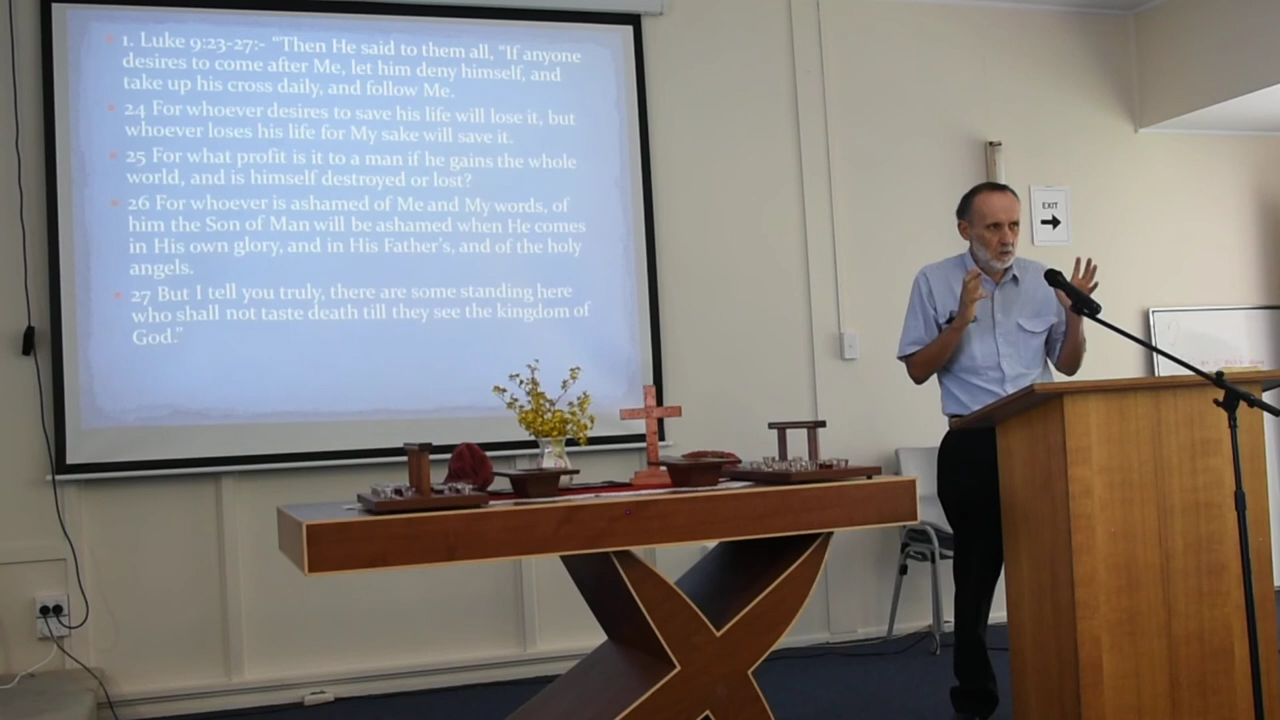 1. Luke 9:23-27:- “Then He said to them all, “If anyone
desires to come after Me, let him deny himself, and
take up his cross daily, and follow Me.
24 For whoever desires to save his life will lose it, but
whoever loses his life for My sake will save it.
25 For what profit is it to a man if he gains the whole
world, and is himself destroyed or lost?
26 For whoever is ashamed of Me and My words, of
him the Son of Man will be ashamed when He comes
in His own glory, and in His Father’s, and of the holy
angels.
27 But I tell you truly, there are some standing here
who shall not taste death till they see the kingdom of
God.”
EXIT